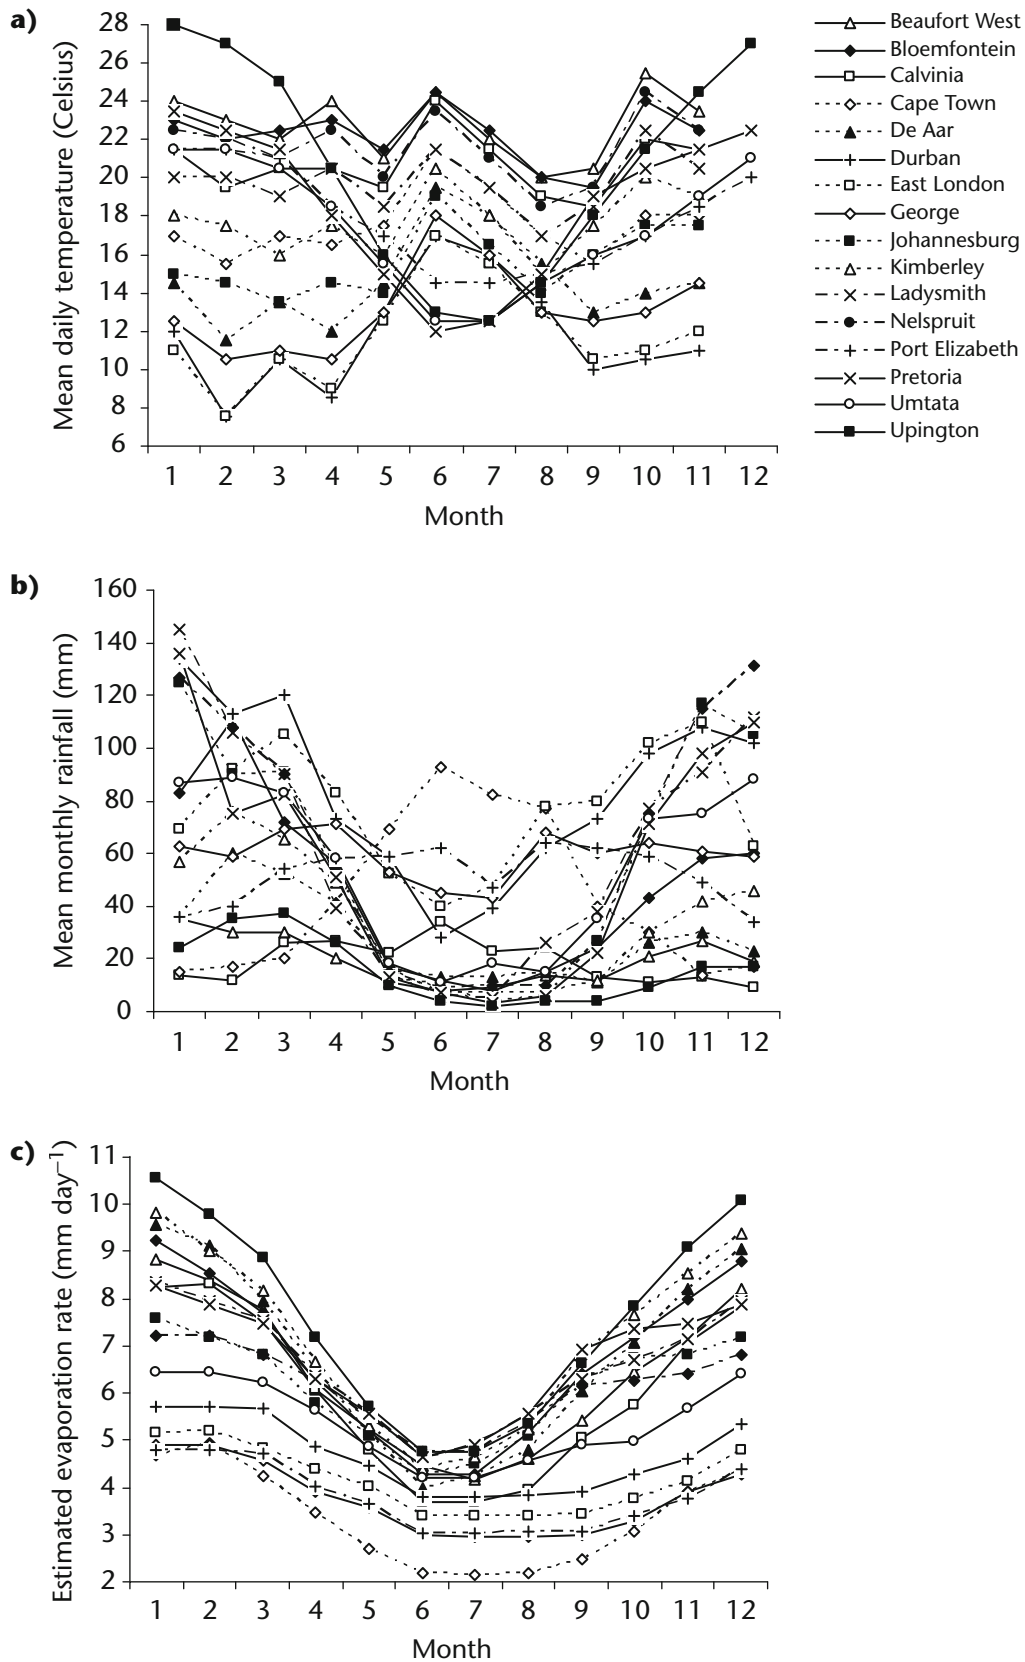 a)
Mean daily temperature (Celsius)
28
26
24
22
20
18
16
14
12
10
8
6
1 2 3 4 5 6 7 8 9 10 11 12
Month
Beaufort West
Bloemfontein
Calvinia
Cape Town
De Aar
Durban
East London
George
Johannesburg
Kimberley
Ladysmith
Nelspruit
Port Elizabeth
Pretoria
Umtata
Upington
b)
Mean monthly rainfall (mm)
160
140
120
100
80
60
40
20
0
1 2 3 4 5 6 7 8 9 10 11 12
Month
c)
Estimated evaporation rate (mm day⁻¹)
11
10
9
8
7
6
5
4
3
2
1 2 3 4 5 6 7 8 9 10 11 12
Month